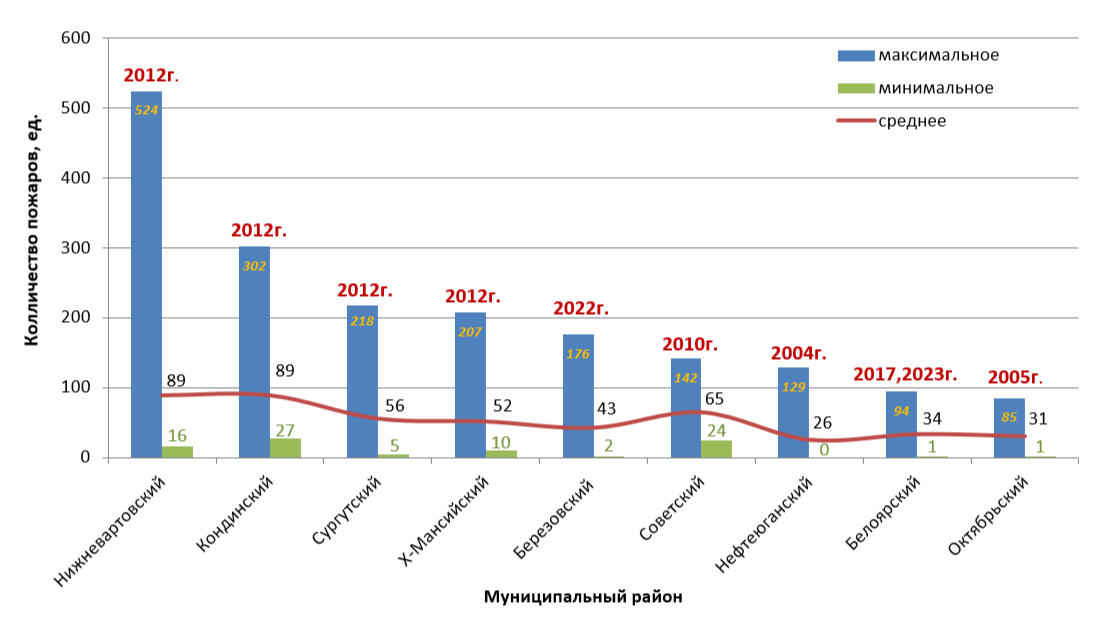 Колличество пожаров, ед.
600
500
400
300
200
100
0
максимальное
минимальное
среднее
2012г.
2012г.
2012г.
2012г.
2022г.
2010г.
2004г.
2017,2023г.
2005г.
524
302
218
207
176
142
129
94
85
89
89
56
52
43
65
26
34
31
16
27
5
10
2
24
0
1
1
Нижневартовский
Кондинский
Сургутский
Х-Мансийский
Березовский
Советский
Нефтеюганский
Белоярский
Октябрьский
Муниципальный район